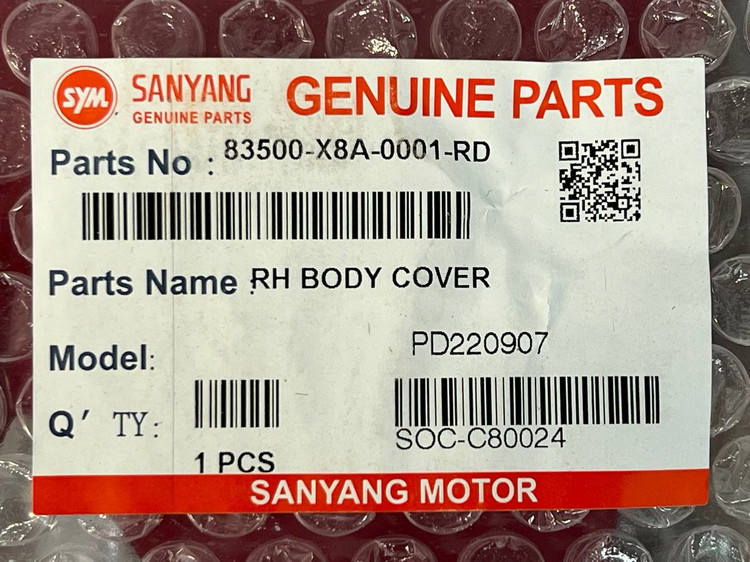 SYM SANYANG GENUINE PARTS
GENUINE PARTS
Parts No : 83500-X8A-0001-RD
Parts Name : RH BODY COVER
Model: PD220907
Q' TY: 1 PCS
SOC-C80024
SANYANG MOTOR